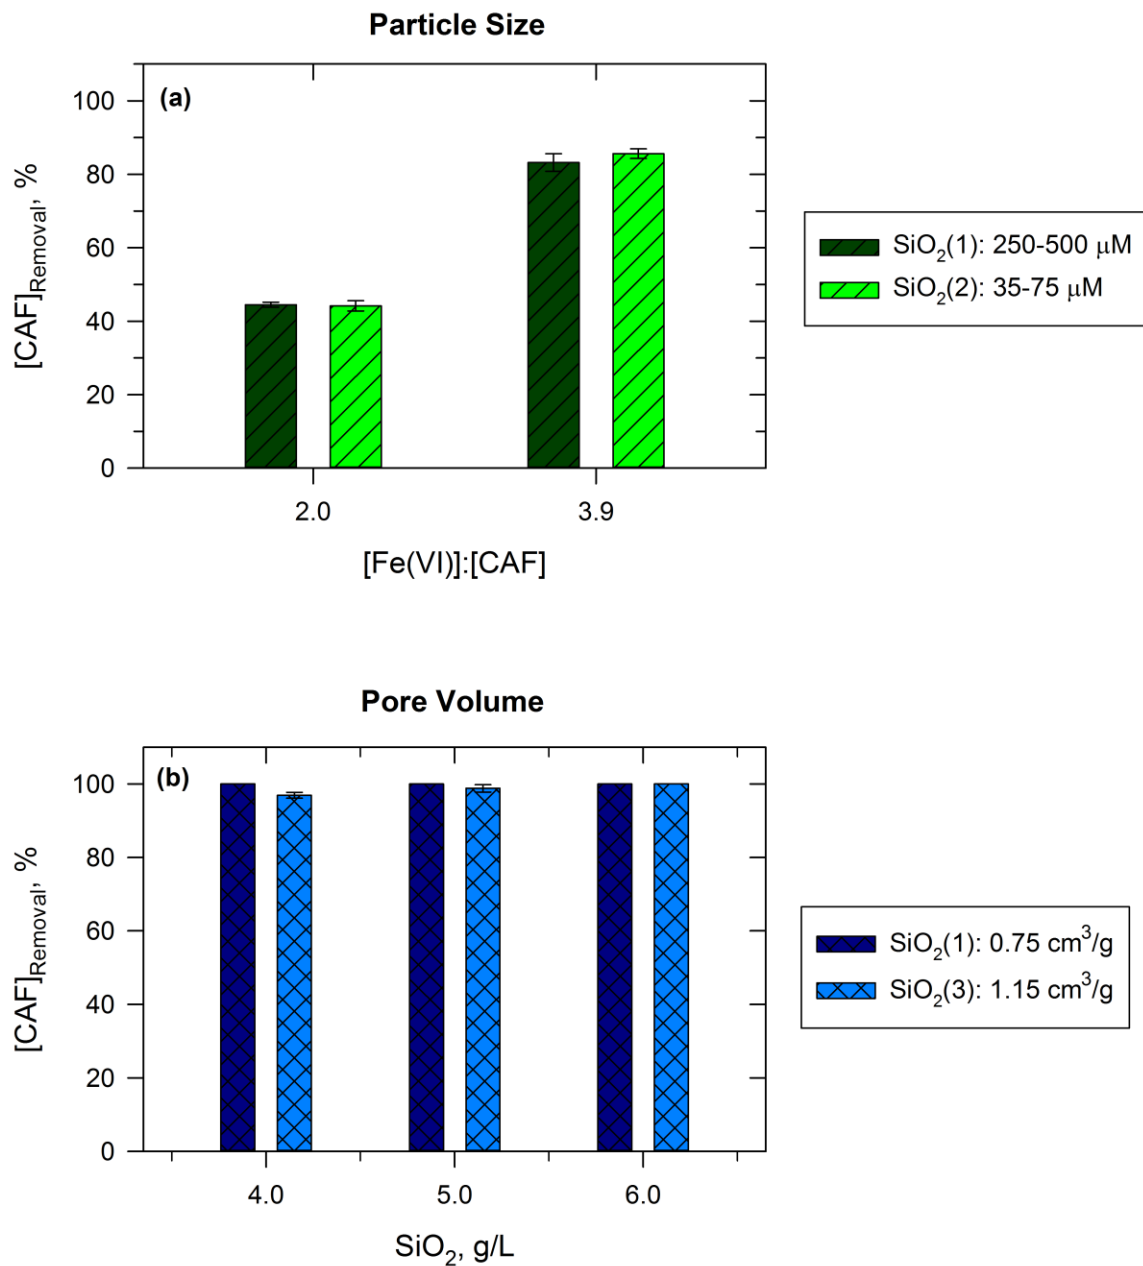 Particle Size
(a)
100
80
60
40
20
0
[CAF]Removal, %
2.0
3.9
[Fe(VI)]:[CAF]
SiO2(1): 250-500 μM
SiO2(2): 35-75 μM
Pore Volume
(b)
100
80
60
40
20
0
[CAF]Removal, %
4.0
5.0
6.0
SiO2, g/L
SiO2(1): 0.75 cm3/g
SiO2(3): 1.15 cm3/g